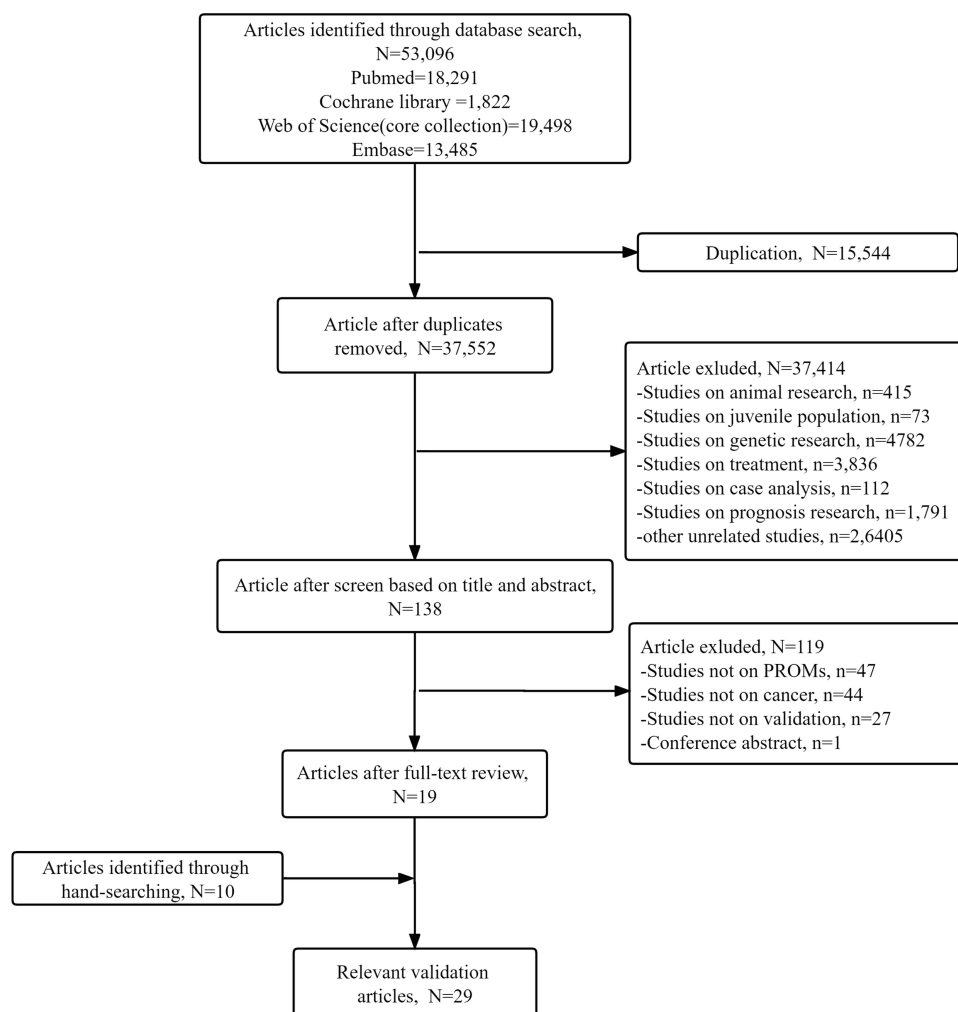 Articles identified through database search,
N=53,096
Pubmed=18,291
Cochrane library =1,822
Web of Science(core collection)=19,498
Embase=13,485
Duplication,  N=15,544
Article after duplicates
removed,  N=37,552
Article exluded, N=37,414
-Studies on animal research, n=415
-Studies on juvenile population, n=73
-Studies on genetic research, n=4782
-Studies on treatment, n=3,836
-Studies on case analysis, n=112
-Studies on prognosis research, n=1,791
-other unrelated studies, n=2,6405
Article after screen based on title and abstract,
N=138
Article exluded, N=119
-Studies not on PROMs, n=47
-Studies not on cancer, n=44
-Studies not on validation, n=27
-Conference abstract, n=1
Articles after full-text review,
N=19
Articles identified through
hand-searching, N=10
Relevant validation
articles,  N=29